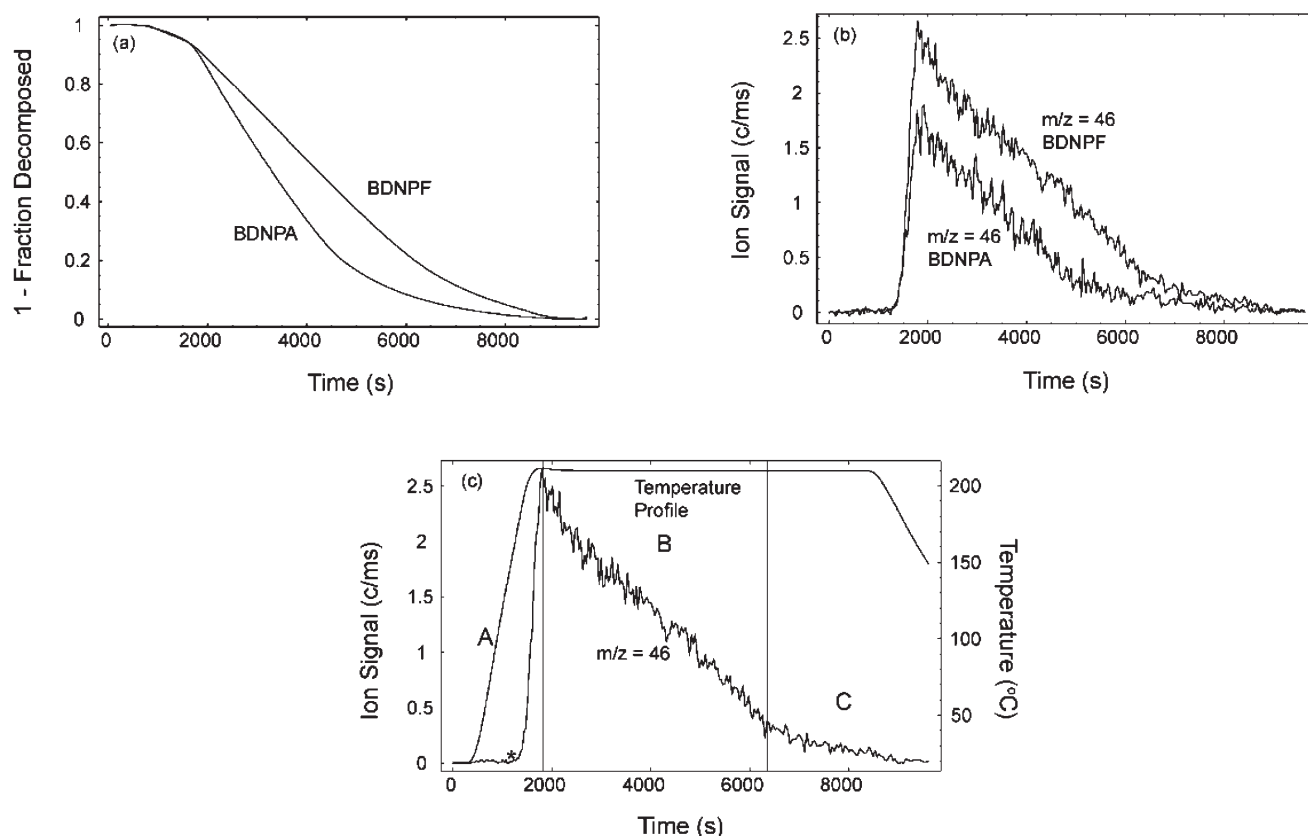 (a)
1 - Fraction Decomposed
1
0.8
0.6
0.4
0.2
0
BDNPF
BDNPA
2000
4000
6000
8000
Time (s)
(b)
Ion Signal (c/ms)
2.5
2
1.5
1
0.5
0
m/z = 46
BDNPF
m/z = 46
BDNPA
0
2000
4000
6000
8000
Time (s)
(c)
Ion Signal (c/ms)
2.5
2
1.5
1
0.5
0
Temperature
Profile
A
B
C
m/z = 46
*
200
150
100
50
Temperature (°C)
0
2000
4000
6000
8000
Time (s)